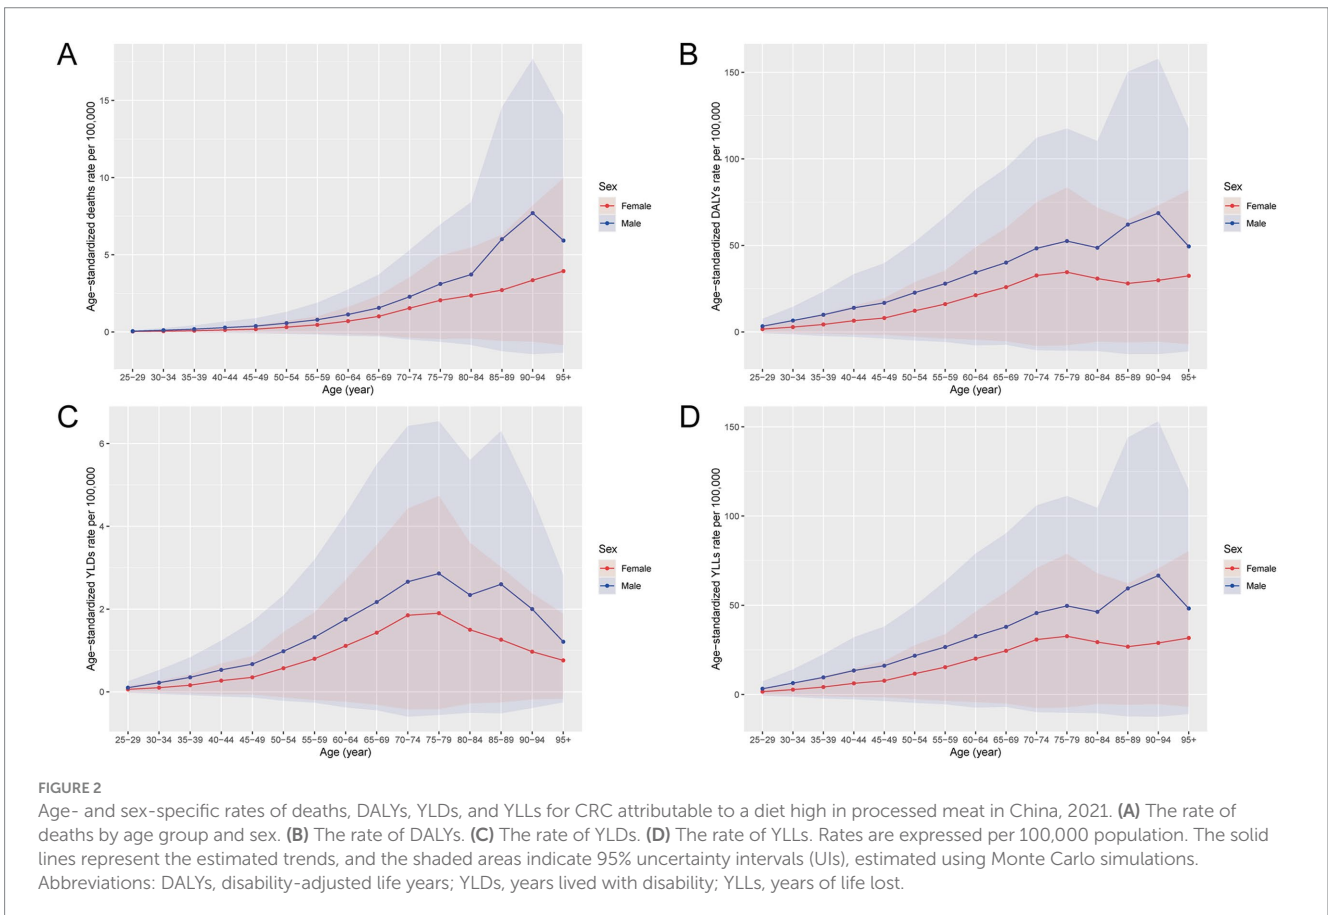 A
Age−standardized deaths rate per 100,000
15
10
5
0
25−29 30−34 35−39 40−44 45−49 50−54 55−59 60−64 65−69 70−74 75−79 80−84 85−89 90−94 95+
Age (year)
Sex
Female
Male
B
Age−standardized DALYs rate per 100,000
150
100
50
0
25−29 30−34 35−39 40−44 45−49 50−54 55−59 60−64 65−69 70−74 75−79 80−84 85−89 90−94 95+
Age (year)
Sex
Female
Male
C
Age−standardized YLDs rate per 100,000
6
4
2
0
25−29 30−34 35−39 40−44 45−49 50−54 55−59 60−64 65−69 70−74 75−79 80−84 85−89 90−94 95+
Age (year)
Sex
Female
Male
D
Age−standardized YLLs rate per 100,000
150
100
50
0
25−29 30−34 35−39 40−44 45−49 50−54 55−59 60−64 65−69 70−74 75−79 80−84 85−89 90−94 95+
Age (year)
Sex
Female
Male
FIGURE 2
Age- and sex-specific rates of deaths, DALYs, YLDs, and YLLs for CRC attributable to a diet high in processed meat in China, 2021. (A) The rate of
deaths by age group and sex. (B) The rate of DALYs. (C) The rate of YLDs. (D) The rate of YLLs. Rates are expressed per 100,000 population. The solid
lines represent the estimated trends, and the shaded areas indicate 95% uncertainty intervals (UIs), estimated using Monte Carlo simulations.
Abbreviations: DALYs, disability-adjusted life years; YLDs, years lived with disability; YLLs, years of life lost.